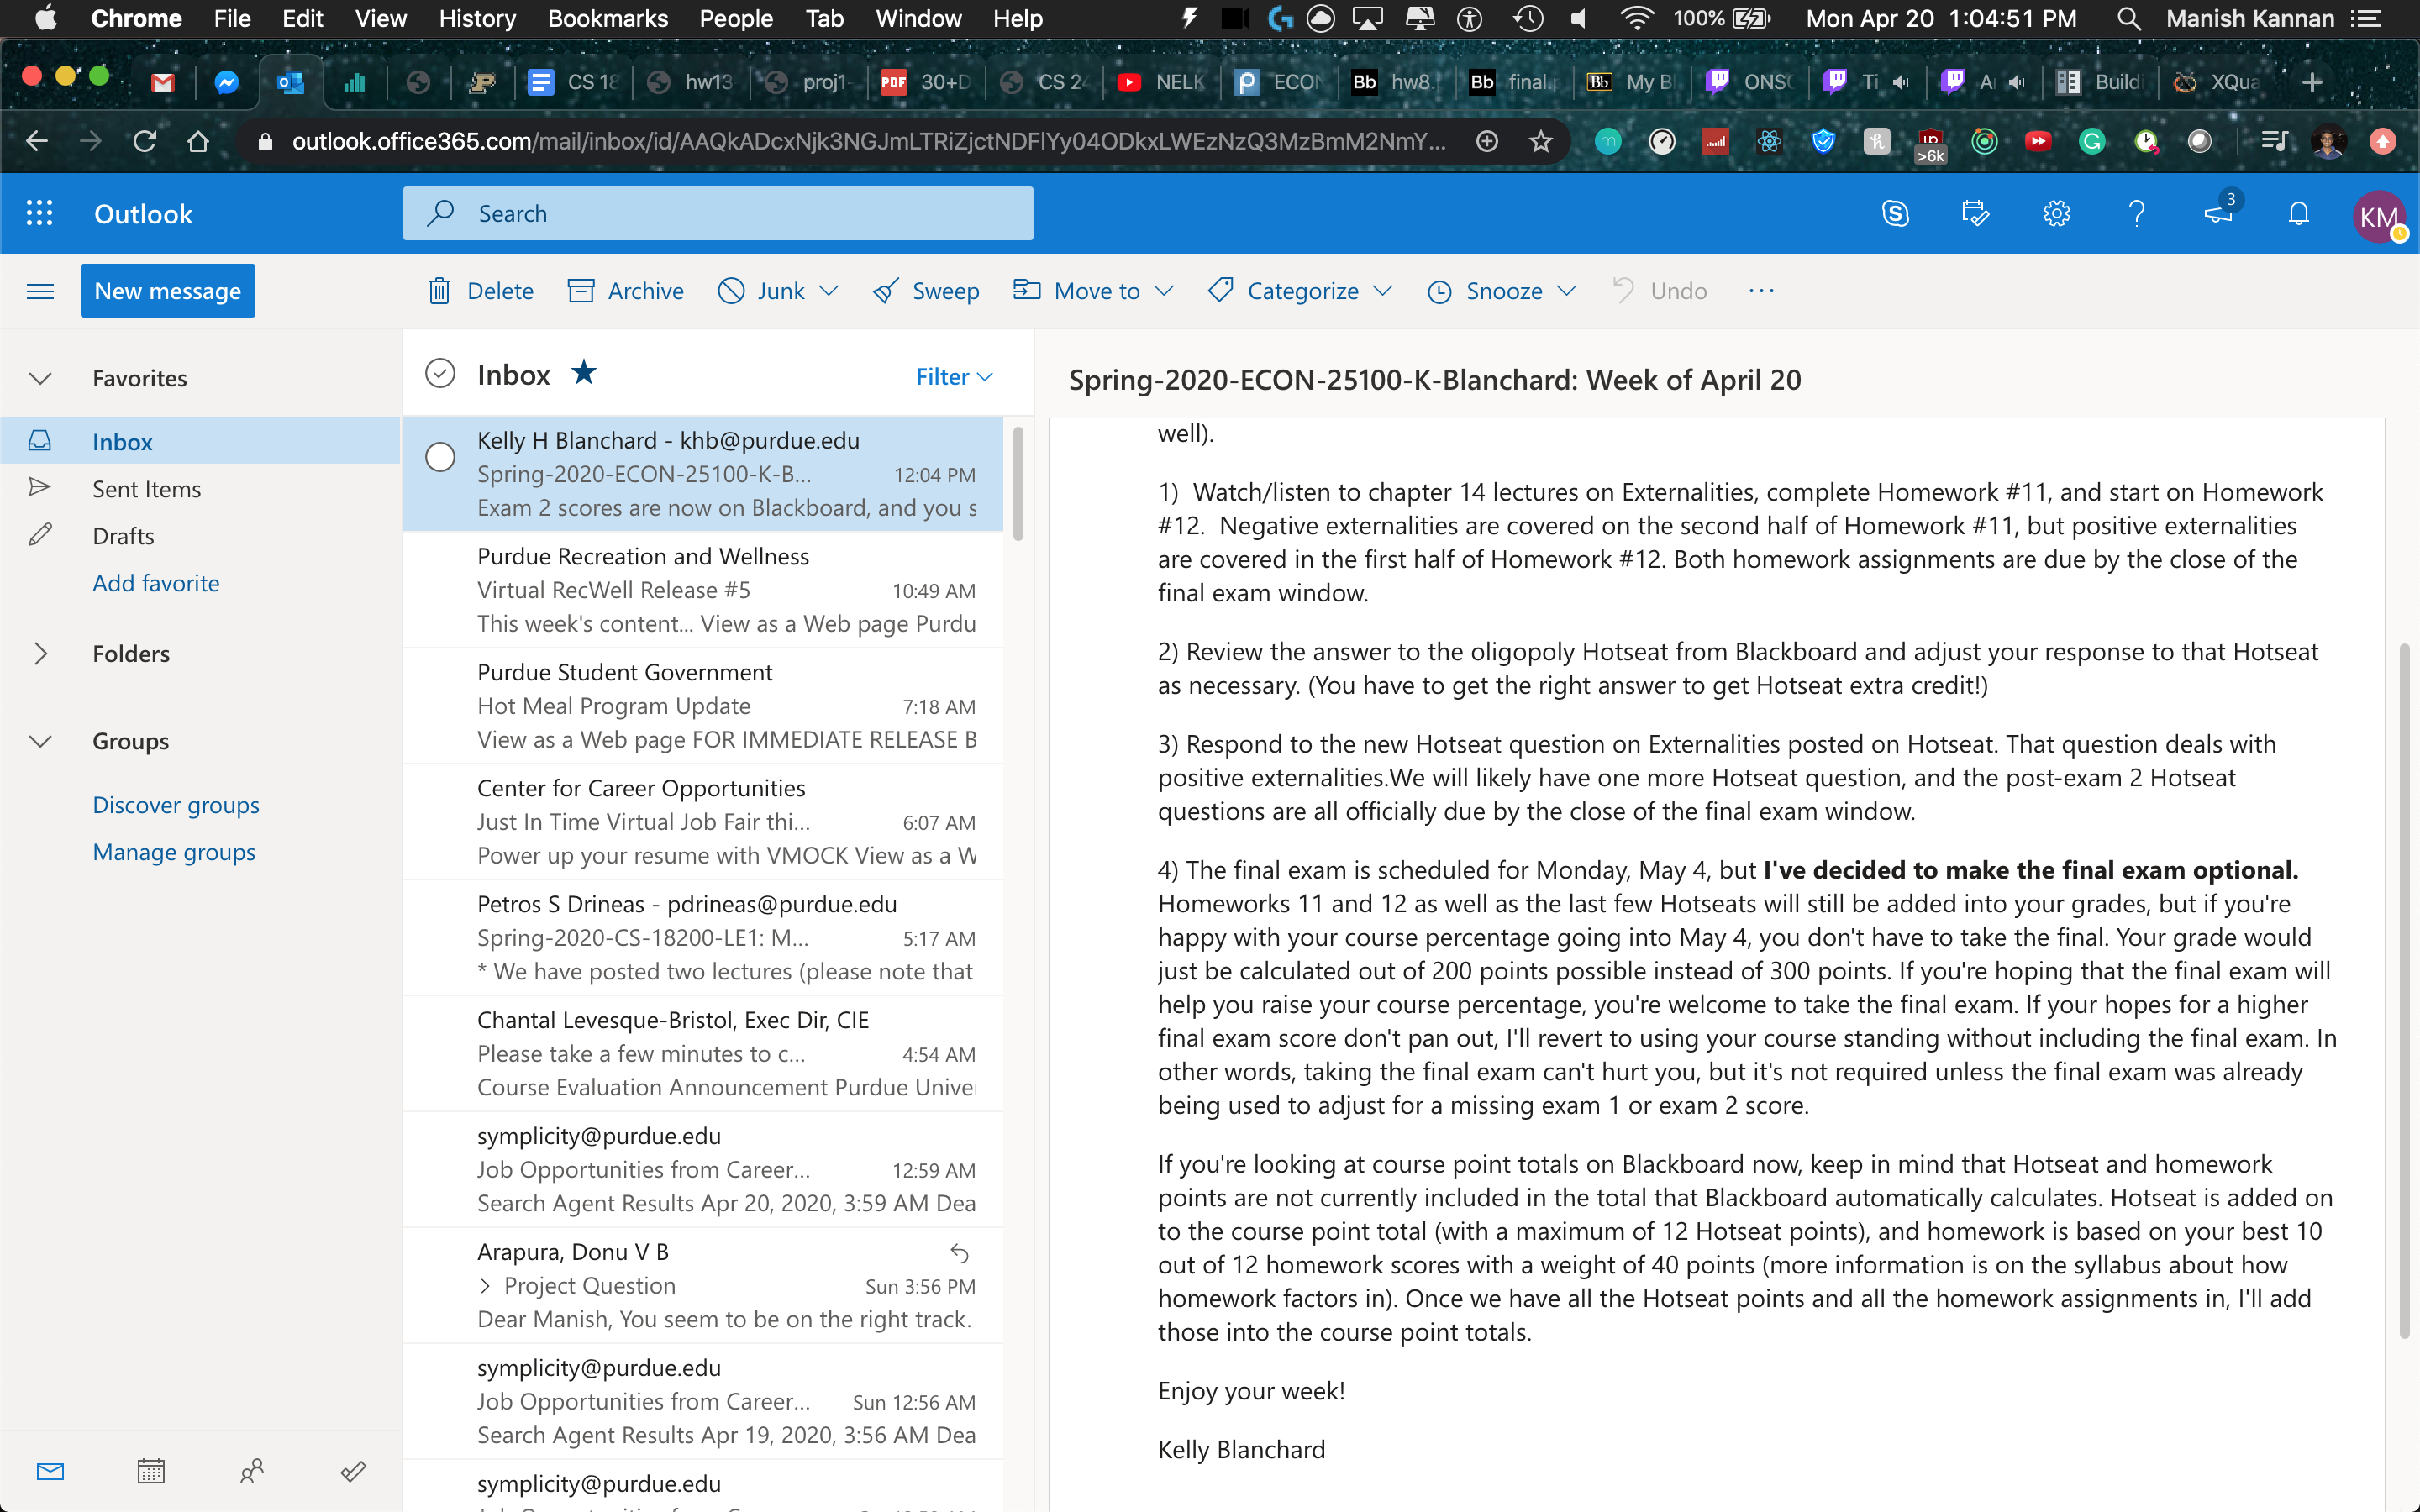 Chrome File Edit View History Bookmarks People Tab Window Help 100% Mon Apr 20 1:04:51 PM Manish Kannan
CS 18 hw13 proj1- PDF 30+D CS 24 NELK ECON Bb hw8. Bb final.p Bb My Bl ONSC Ti A Buildi XQua
outlook.office365.com/mail/inbox/id/AAQkADcxNjk3NGJmLTRiZjctNDFlYy04ODkxLWEzNzQ3MzBmM2NmY... >6k
Outlook Search 3 KM
New message Delete Archive Junk Sweep Move to Categorize Snooze Undo ...
Favorites
Inbox
Sent Items
Drafts
Add favorite
Folders
Groups
Discover groups
Manage groups
Inbox Filter
Kelly H Blanchard - khb@purdue.edu
Spring-2020-ECON-25100-K-B... 12:04 PM
Exam 2 scores are now on Blackboard, and you s
Purdue Recreation and Wellness
Virtual RecWell Release #5 10:49 AM
This week's content... View as a Web page Purdu
Purdue Student Government
Hot Meal Program Update 7:18 AM
View as a Web page FOR IMMEDIATE RELEASE B
Center for Career Opportunities
Just In Time Virtual Job Fair thi... 6:07 AM
Power up your resume with VMOCK View as a W
Petros S Drineas - pdrineas@purdue.edu
Spring-2020-CS-18200-LE1: M... 5:17 AM
* We have posted two lectures (please note that
Chantal Levesque-Bristol, Exec Dir, CIE
Please take a few minutes to c... 4:54 AM
Course Evaluation Announcement Purdue Univer
symplicity@purdue.edu
Job Opportunities from Career... 12:59 AM
Search Agent Results Apr 20, 2020, 3:59 AM Dea
Arapura, Donu V B
> Project Question Sun 3:56 PM
Dear Manish, You seem to be on the right track.
symplicity@purdue.edu
Job Opportunities from Career... Sun 12:56 AM
Search Agent Results Apr 19, 2020, 3:56 AM Dea
symplicity@purdue.edu
Spring-2020-ECON-25100-K-Blanchard: Week of April 20
well).
1)  Watch/listen to chapter 14 lectures on Externalities, complete Homework #11, and start on Homework
#12.  Negative externalities are covered on the second half of Homework #11, but positive externalities
are covered in the first half of Homework #12. Both homework assignments are due by the close of the
final exam window.
2) Review the answer to the oligopoly Hotseat from Blackboard and adjust your response to that Hotseat
as necessary. (You have to get the right answer to get Hotseat extra credit!)
3) Respond to the new Hotseat question on Externalities posted on Hotseat. That question deals with
positive externalities.We will likely have one more Hotseat question, and the post-exam 2 Hotseat
questions are all officially due by the close of the final exam window.
4) The final exam is scheduled for Monday, May 4, but I've decided to make the final exam optional.
Homeworks 11 and 12 as well as the last few Hotseats will still be added into your grades, but if you're
happy with your course percentage going into May 4, you don't have to take the final. Your grade would
just be calculated out of 200 points possible instead of 300 points. If you're hoping that the final exam will
help you raise your course percentage, you're welcome to take the final exam. If your hopes for a higher
final exam score don't pan out, I'll revert to using your course standing without including the final exam. In
other words, taking the final exam can't hurt you, but it's not required unless the final exam was already
being used to adjust for a missing exam 1 or exam 2 score.
If you're looking at course point totals on Blackboard now, keep in mind that Hotseat and homework
points are not currently included in the total that Blackboard automatically calculates. Hotseat is added on
to the course point total (with a maximum of 12 Hotseat points), and homework is based on your best 10
out of 12 homework scores with a weight of 40 points (more information is on the syllabus about how
homework factors in). Once we have all the Hotseat points and all the homework assignments in, I'll add
those into the course point totals.
Enjoy your week!
Kelly Blanchard